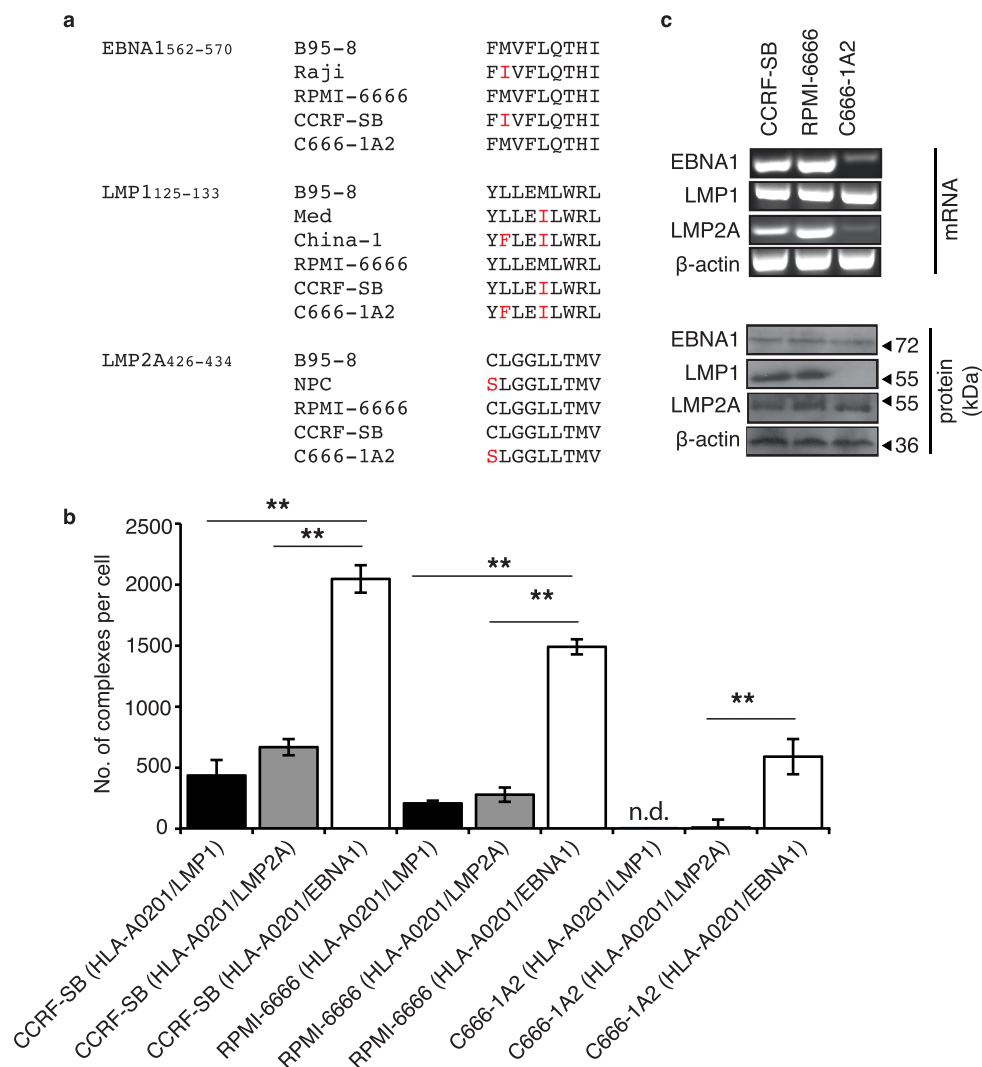 a
EBNA1562–570 B95-8 FMVFLQTHI
Raji FIVFLQTHI
RPMI-6666 FMVFLQTHI
CCRF-SB FIVFLQTHI
C666-1A2 FMVFLQTHI
LMP1125–133 B95-8 YLLEMLWRL
Med YLLEILWRL
China-1 YFLEILWRL
RPMI-6666 YLLEMLWRL
CCRF-SB YLLEILWRL
C666-1A2 YFLEILWRL
LMP2A426–434 B95-8 CLGGLLTMV
NPC SLGGLLTMV
RPMI-6666 CLGGLLTMV
CCRF-SB CLGGLLTMV
C666-1A2 SLGGLLTMV
c
CCRF-SB
RPMI-6666
C666-1A2
EBNA1
LMP1
LMP2A
β-actin
mRNA
EBNA1 ◄72
LMP1 ◄55
LMP2A ◄55
β-actin ◄36
protein
(kDa)
b
No. of complexes per cell
2500
2000
1500
1000
500
0
**
**
**
**
**
n.d.
CCRF-SB (HLA-A0201/LMP1)
CCRF-SB (HLA-A0201/LMP2A)
CCRF-SB (HLA-A0201/EBNA1)
RPMI-6666 (HLA-A0201/LMP1)
RPMI-6666 (HLA-A0201/LMP2A)
RPMI-6666 (HLA-A0201/EBNA1)
C666-1A2 (HLA-A0201/LMP1)
C666-1A2 (HLA-A0201/LMP2A)
C666-1A2 (HLA-A0201/EBNA1)